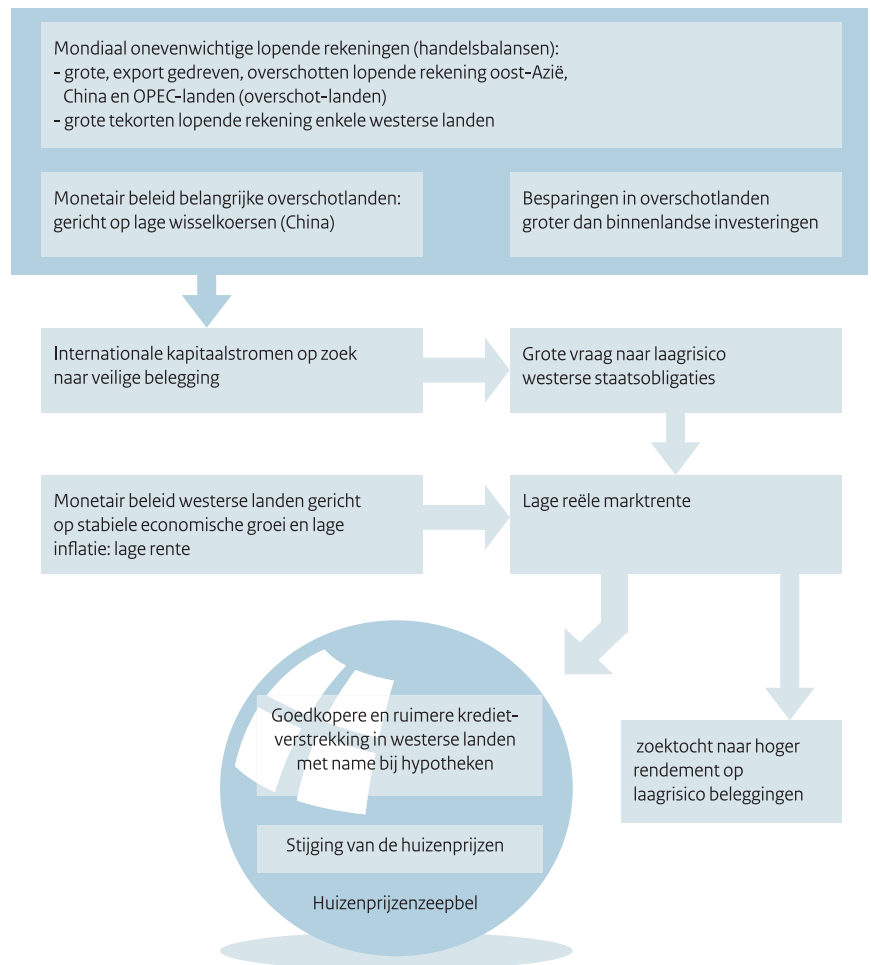 Mondiaal onevenwichtige lopende rekeningen (handelsbalansen):
- grote, export gedreven, overschotten lopende rekening oost-Azië,
China en OPEC-landen (overschot-landen)
- grote tekorten lopende rekening enkele westerse landen
Monetair beleid belangrijke overschotlanden:
gericht op lage wisselkoersen (China)
Besparingen in overschotlanden
groter dan binnenlandse investeringen
Internationale kapitaalstromen op zoek
naar veilige belegging
Grote vraag naar laagrisico
westerse staatsobligaties
Monetair beleid westerse landen gericht
op stabiele economische groei en lage
inflatie: lage rente
Lage reële marktrente
Goedkopere en ruimere krediet-
verstrekking in westerse landen
met name bij hypotheken
zoektocht naar hoger
rendement op
laagrisico beleggingen
Stijging van de huizenprijzen
Huizenprijzenzeepbel